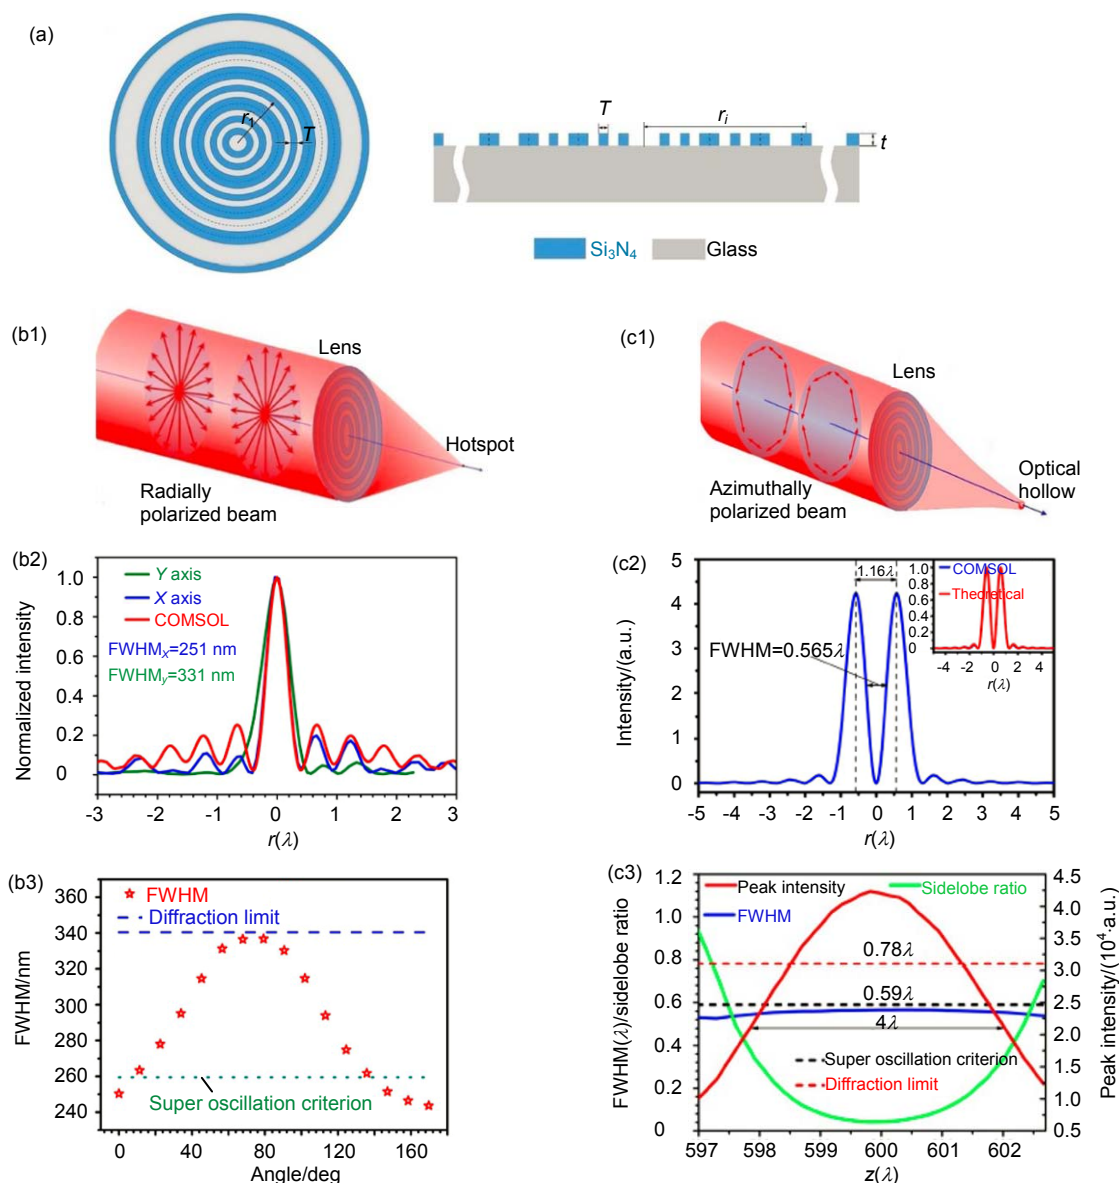 (a)
r1
T
T
ri
t
Si3N4
Glass
(b1)
Lens
Hotspot
Radially
polarized beam
(c1)
Lens
Optical
hollow
Azimuthally
polarized beam
(b2)
Y axis
X axis
COMSOL
FWHMx=251 nm
FWHMy=331 nm
Normalized intensity
1.0
0.8
0.6
0.4
0.2
0
-3 -2 -1 0 1 2 3
r(λ)
(c2)
1.16λ
FWHM=0.565λ
Intensity/(a.u.)
5
4
3
2
1
0
-5 -4 -3 -2 -1 0 1 2 3 4 5
r(λ)
COMSOL
Theoretical
1.0
0.8
0.6
0.4
0.2
0
-4 -2 0 2 4
r(λ)
(b3)
FWHM
Diffraction limit
Super oscillation criterion
FWHM/nm
360
340
320
300
280
260
240
0 40 80 120 160
Angle/deg
(c3)
Peak intensity
Sidelobe ratio
FWHM
0.78λ
0.59λ
4λ
Super oscillation criterion
Diffraction limit
FWHM(λ)/sidelobe ratio
1.2
1.0
0.8
0.6
0.4
0.2
0
4.5
4.0
3.5
3.0
2.5
2.0
1.5
1.0
0.5
Peak intensity/(10⁴·a.u.)
597 598 599 600 601 602
z(λ)